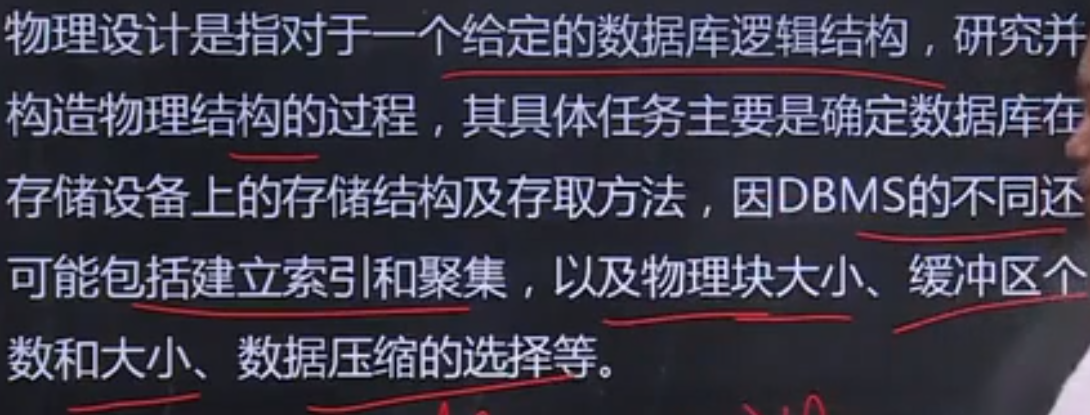 物理设计是指对于一个给定的数据库逻辑结构，研究并
构造物理结构的过程，其具体任务主要是确定数据库在
存储设备上的存储结构及存取方法，因DBMS的不同还
可能包括建立索引和聚集，以及物理块大小、缓冲区个
数和大小、数据压缩的选择等。